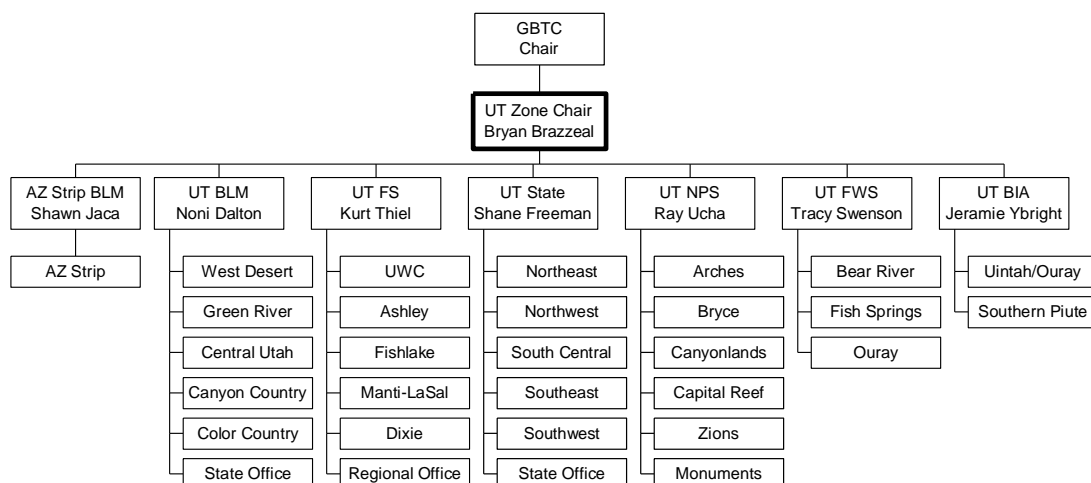 GBTC
Chair
UT Zone Chair
Bryan Brazzeal
AZ Strip BLM
Shawn Jaca
AZ Strip
UT BLM
Noni Dalton
West Desert
Green River
Central Utah
Canyon Country
Color Country
State Office
UT FS
Kurt Thiel
UWC
Ashley
Fishlake
Manti-LaSal
Dixie
Regional Office
UT State
Shane Freeman
Northeast
Northwest
South Central
Southeast
Southwest
State Office
UT NPS
Ray Ucha
Arches
Bryce
Canyonlands
Capital Reef
Zions
Monuments
UT FWS
Tracy Swenson
Bear River
Fish Springs
Ouray
UT BIA
Jeramie Ybright
Uintah/Ouray
Southern Piute